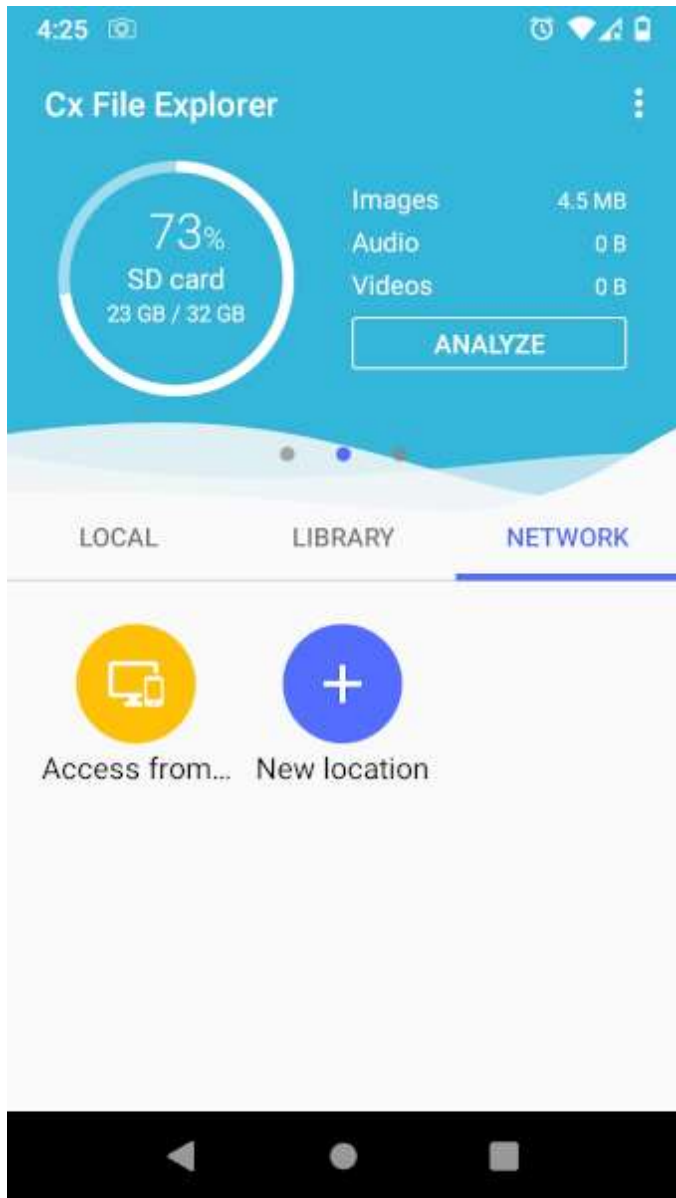 4:25
Cx File Explorer
73%
SD card
23 GB / 32 GB
Images 4.5 MB
Audio 0 B
Videos 0 B
ANALYZE
LOCAL LIBRARY NETWORK
Access from... New location